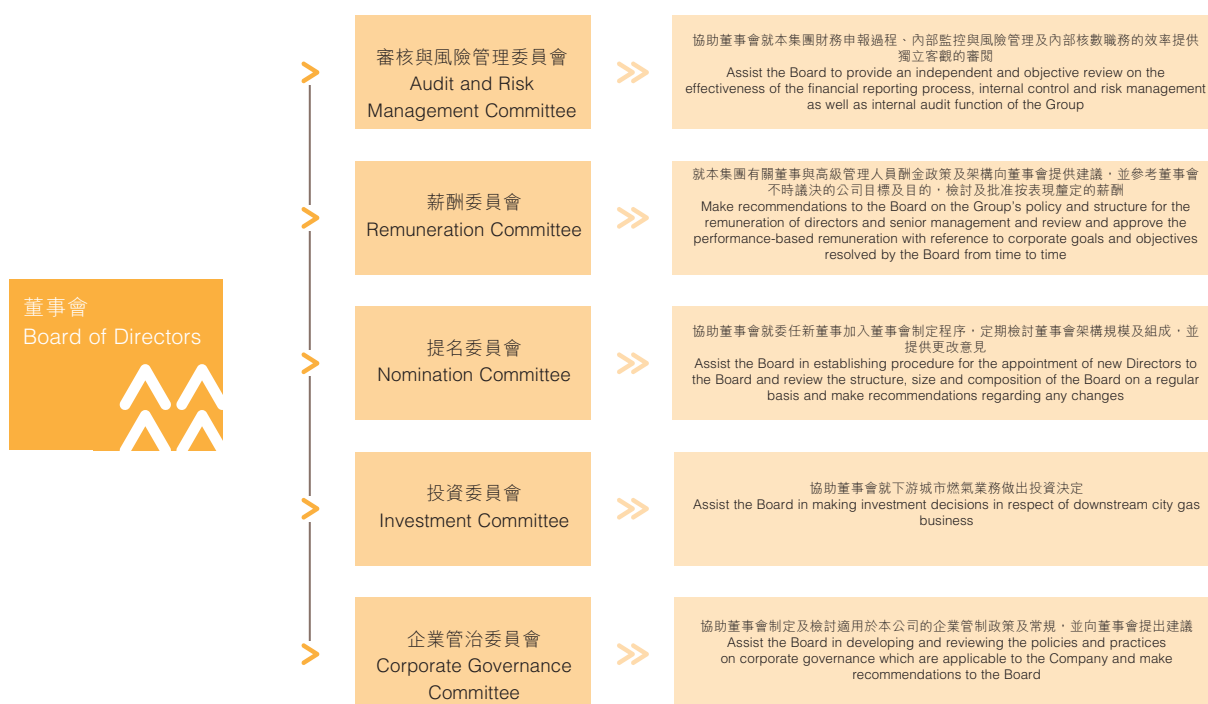 董事會
Board of Directors
審核與風險管理委員會
Audit and Risk
Management Committee
協助董事會就本集團財務申報過程、內部監控與風險管理及內部核數職務的效率提供
獨立客觀的審閱
Assist the Board to provide an independent and objective review on the
effectiveness of the financial reporting process, internal control and risk management
as well as internal audit function of the Group
薪酬委員會
Remuneration Committee
就本集團有關董事與高級管理人員酬金政策及架構向董事會提供建議，並參考董事會
不時議決的公司目標及目的，檢討及批准按表現釐定的薪酬
Make recommendations to the Board on the Group's policy and structure for the
remuneration of directors and senior management and review and approve the
performance-based remuneration with reference to corporate goals and objectives
resolved by the Board from time to time
提名委員會
Nomination Committee
協助董事會就委任新董事加入董事會制定程序，定期檢討董事會架構規模及組成，並
提供更改意見
Assist the Board in establishing procedure for the appointment of new Directors to
the Board and review the structure, size and composition of the Board on a regular
basis and make recommendations regarding any changes
投資委員會
Investment Committee
協助董事會就下游城市燃氣業務做出投資決定
Assist the Board in making investment decisions in respect of downstream city gas
business
企業管治委員會
Corporate Governance
Committee
協助董事會制定及檢討適用於本公司的企業管制政策及常規，並向董事會提出建議
Assist the Board in developing and reviewing the policies and practices
on corporate governance which are applicable to the Company and make
recommendations to the Board